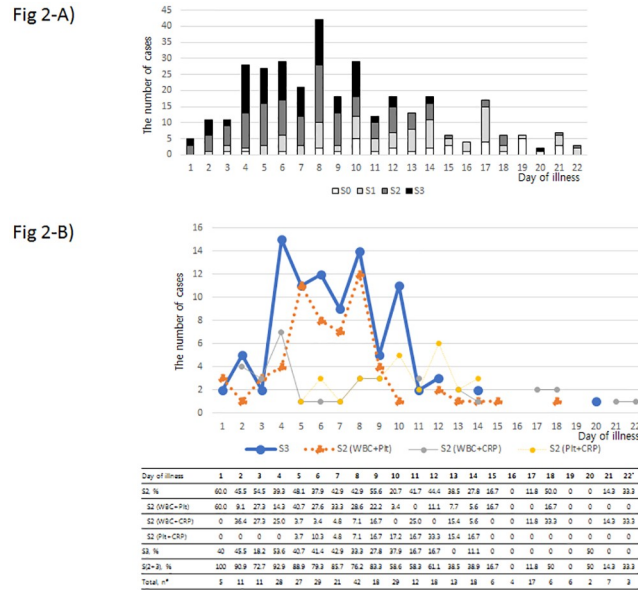 Fig 2-A)
The number of cases
45
40
35
30
25
20
15
10
5
0
1 2 3 4 5 6 7 8 9 10 11 12 13 14 15 16 17 18 19 20 21 22
Day of illness
S0 S1 S2 S3
Fig 2-B)
The number of cases
16
14
12
10
8
6
4
2
0
1 2 3 4 5 6 7 8 9 10 11 12 13 14 15 16 17 18 19 20 21 22
Day of illness
S3 S2 (WBC+Plt) S2 (WBC+CRP) S2 (Plt+CRP)
Day of illness 1 2 3 4 5 6 7 8 9 10 11 12 13 14 15 16 17 18 19 20 21 22*
S2, % 60.0 45.5 54.5 39.3 48.1 37.9 42.9 42.9 55.6 20.7 41.7 44.4 38.5 27.8 16.7 0 11.8 50.0 0 0 14.3 33.3
S2 (WBC+Plt) 60.0 9.1 27.3 14.3 40.7 27.6 33.3 28.6 22.2 3.4 0 11.1 7.7 5.6 16.7 0 0 16.7 0 0 0 0
S2 (WBC+CRP) 0 36.4 27.3 25.0 3.7 3.4 4.8 7.1 16.7 0 25.0 0 15.4 5.6 0 0 11.8 33.3 0 0 14.3 33.3
S2 (Plt+CRP) 0 0 0 0 3.7 10.3 4.8 7.1 16.7 17.2 16.7 33.3 15.4 16.7 0 0 0 0 0 0 0 0
S3, % 40 45.5 18.2 53.6 40.7 41.4 42.9 33.3 27.8 37.9 16.7 16.7 0 11.1 0 0 0 0 0 50 0 0
S(2~3), % 100 90.9 72.7 92.9 88.9 79.3 85.7 76.2 83.3 58.6 58.3 61.1 38.5 38.9 16.7 0 11.8 50 0 50 14.3 33.3
Total, n# 5 11 11 28 27 29 21 42 18 29 12 18 13 18 6 4 17 6 6 2 7 3